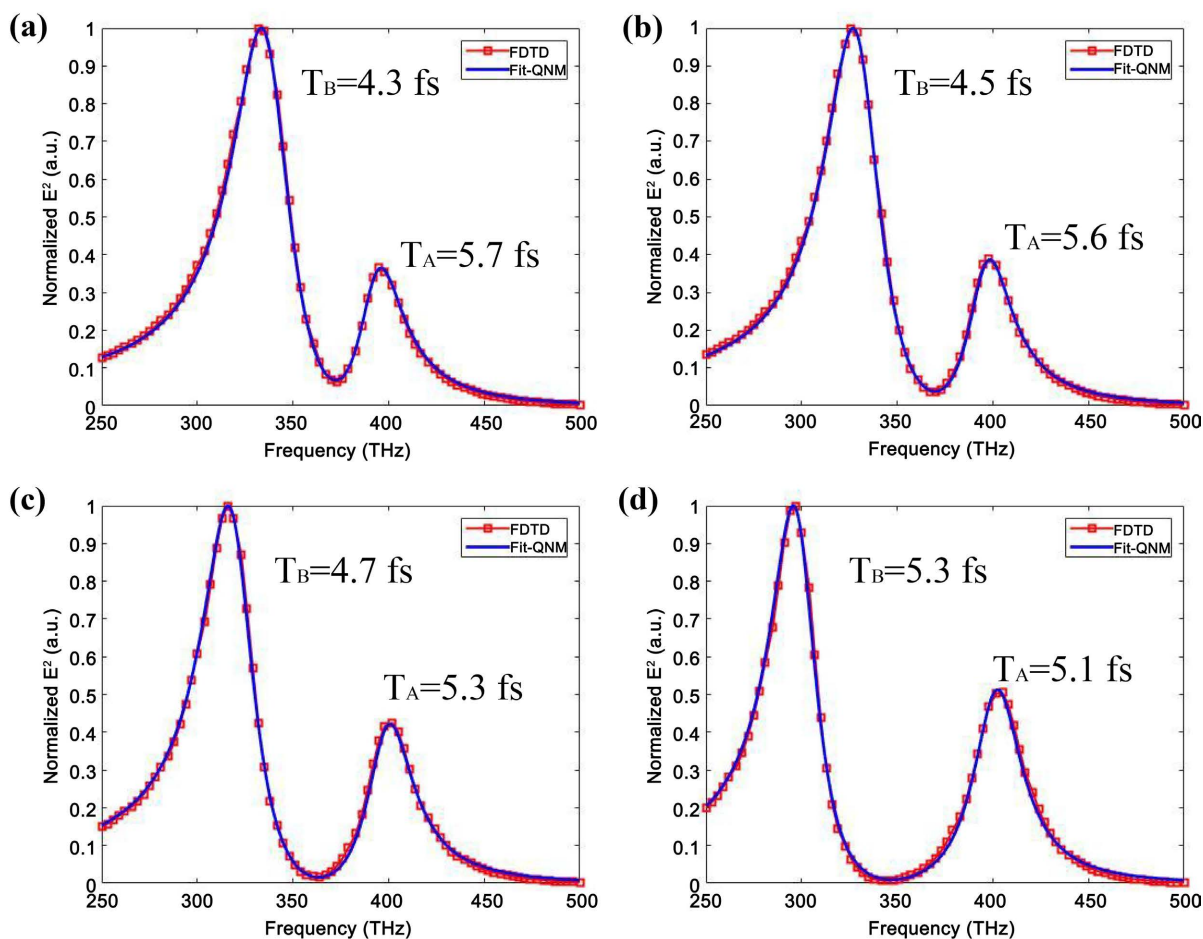 (a)
1
0.9
0.8
0.7
0.6
0.5
0.4
0.3
0.2
0.1
0
Normalized E² (a.u.)
FDTD
Fit-QNM
TB=4.3 fs
TA=5.7 fs
250 300 350 400 450 500
Frequency (THz)
(b)
1
0.9
0.8
0.7
0.6
0.5
0.4
0.3
0.2
0.1
0
Normalized E² (a.u.)
FDTD
Fit-QNM
TB=4.5 fs
TA=5.6 fs
250 300 350 400 450 500
Frequency (THz)
(c)
1
0.9
0.8
0.7
0.6
0.5
0.4
0.3
0.2
0.1
0
Normalized E² (a.u.)
FDTD
Fit-QNM
TB=4.7 fs
TA=5.3 fs
250 300 350 400 450 500
Frequency (THz)
(d)
1
0.9
0.8
0.7
0.6
0.5
0.4
0.3
0.2
0.1
0
Normalized E² (a.u.)
FDTD
Fit-QNM
TB=5.3 fs
TA=5.1 fs
250 300 350 400 450 500
Frequency (THz)